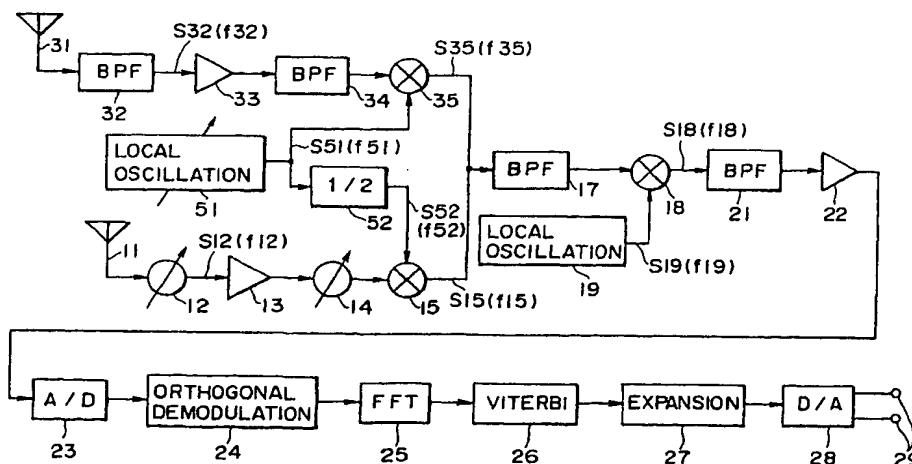 S32(f32)
S35(f35)
31
BPF
BPF
32
33
34
35
S18(f18)
LOCAL
OSCILLATION
S51(f51)
51
1/2
52
S52
(f52)
BPF
17
18
BPF
21
22
LOCAL
OSCILLATION
19
S19(f19)
11
S12(f12)
12
13
14
15
S15(f15)
A/D
ORTHOGONAL
DEMODULATION
FFT
VITERBI
EXPANSION
D/A
23
24
25
26
27
28
29